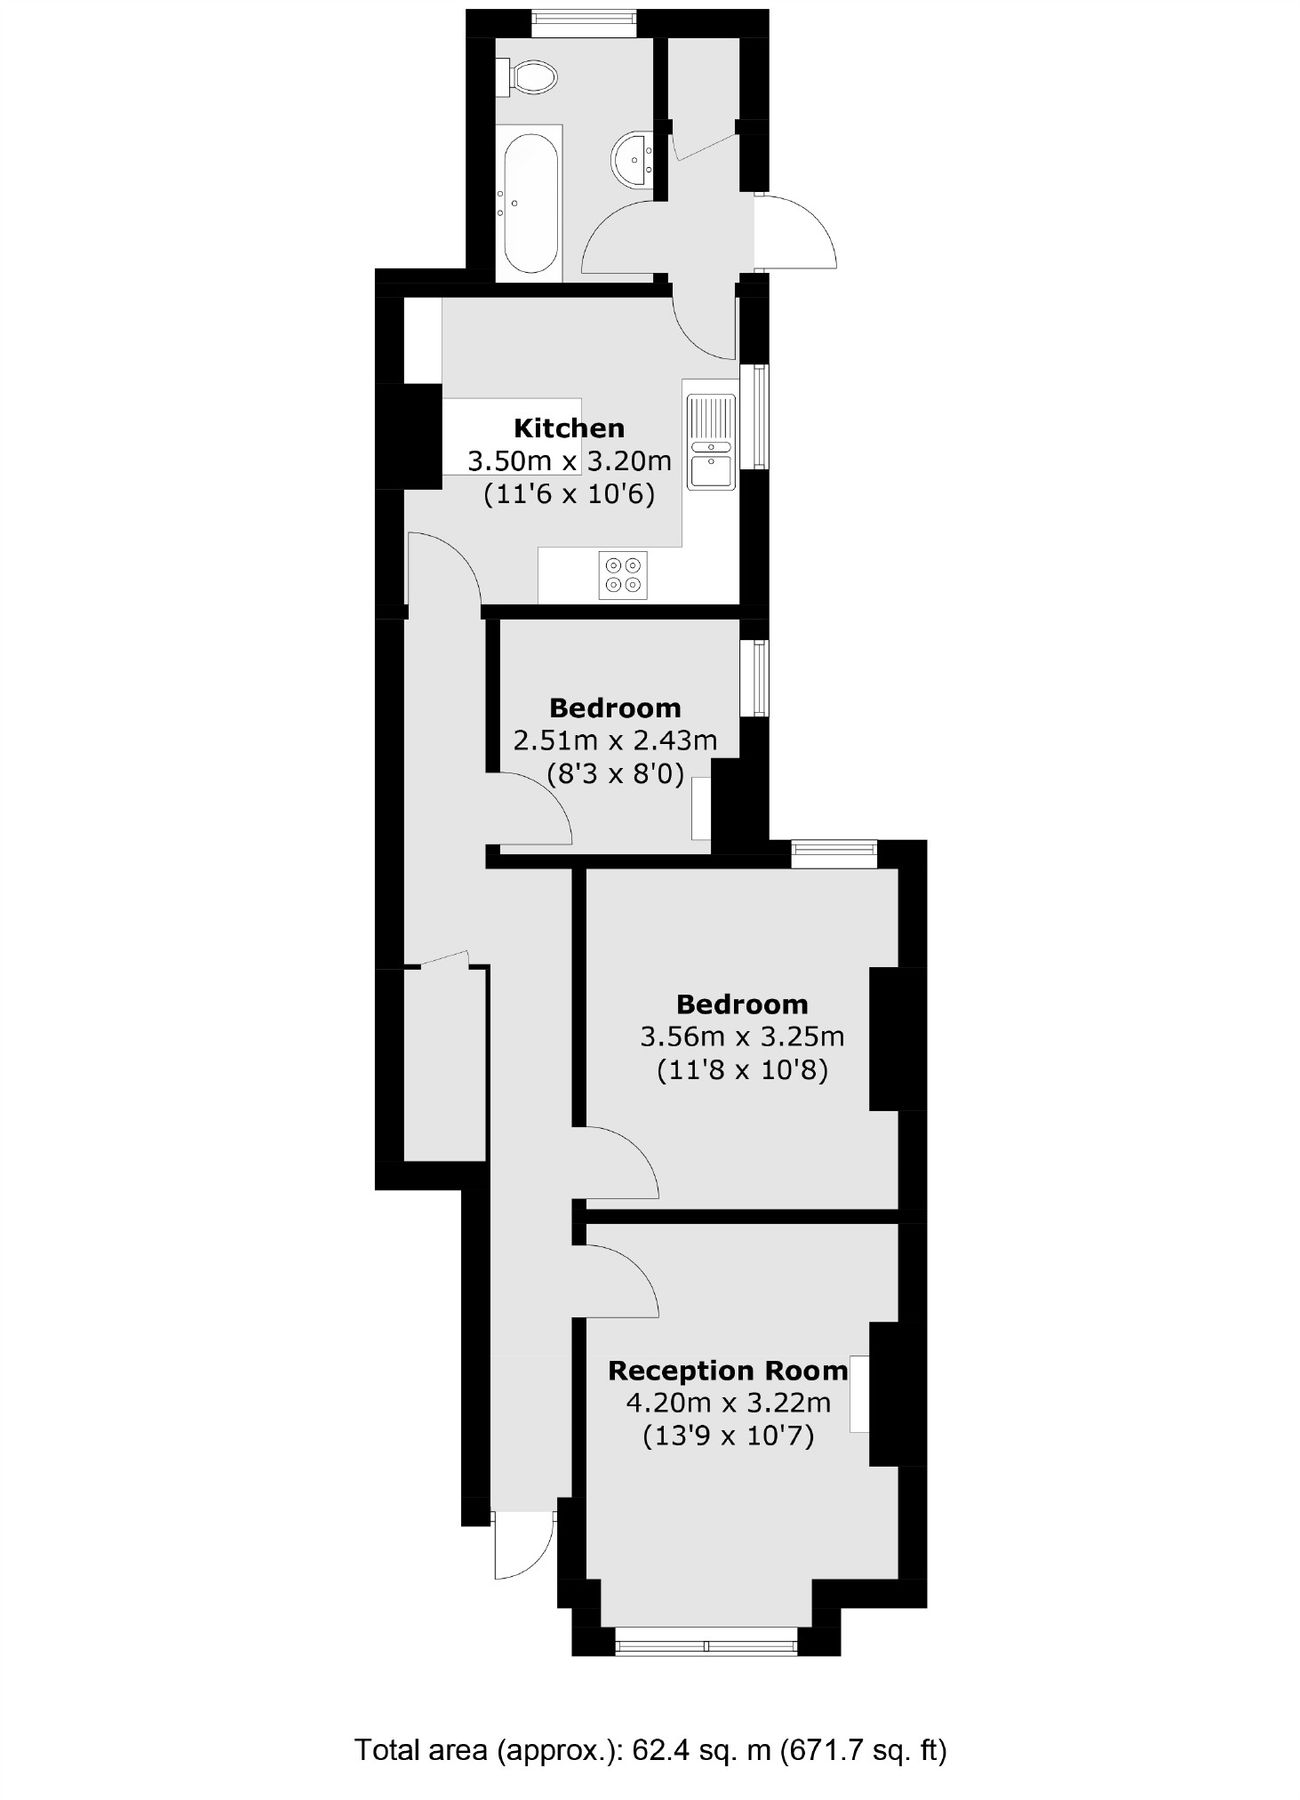 Kitchen
3.50m x 3.20m
(11'6 x 10'6)
Bedroom
2.51m x 2.43m
(8'3 x 8'0)
Bedroom
3.56m x 3.25m
(11'8 x 10'8)
Reception Room
4.20m x 3.22m
(13'9 x 10'7)
Total area (approx.): 62.4 sq. m (671.7 sq. ft)